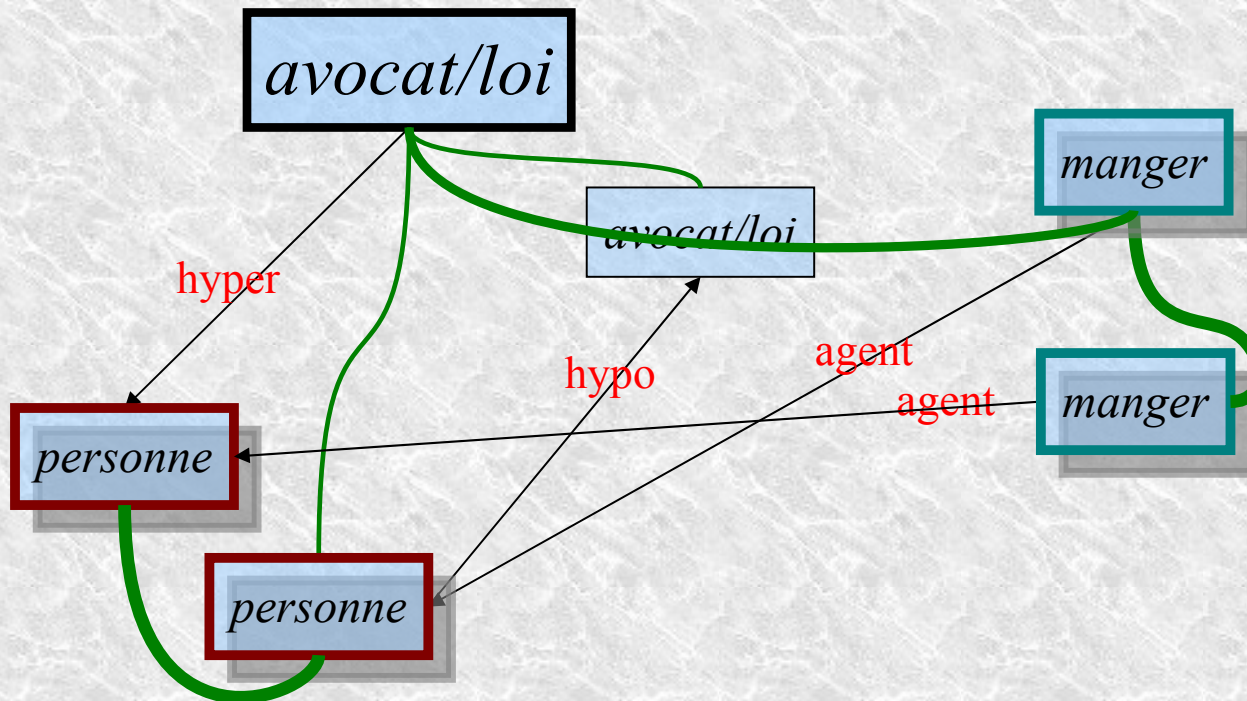 avocat/loi
manger
avocat/loi
hyper
agent
hypo
agent
manger
personne
personne